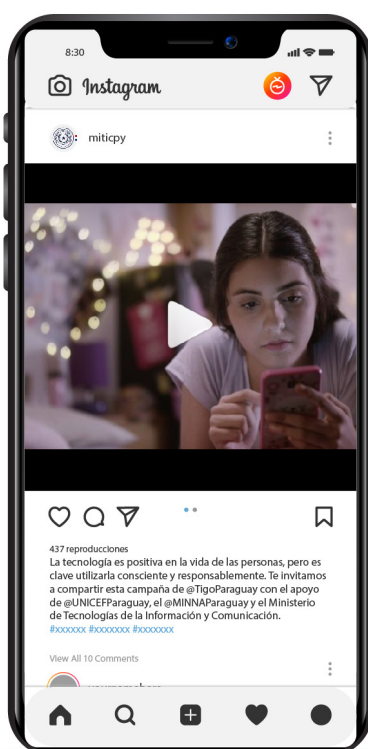 8:30
Instagram
miticpy
437 reproducciones
La tecnología es positiva en la vida de las personas, pero es
clave utilizarla consciente y responsablemente. Te invitamos
a compartir esta campaña de @TigoParaguay con el apoyo
de @UNICEFParaguay, el @MINNAParaguay y el Ministerio
de Tecnologías de la Información y Comunicación.
#xxxxxx #xxxxxxx #xxxxxxx
View All 10 Comments